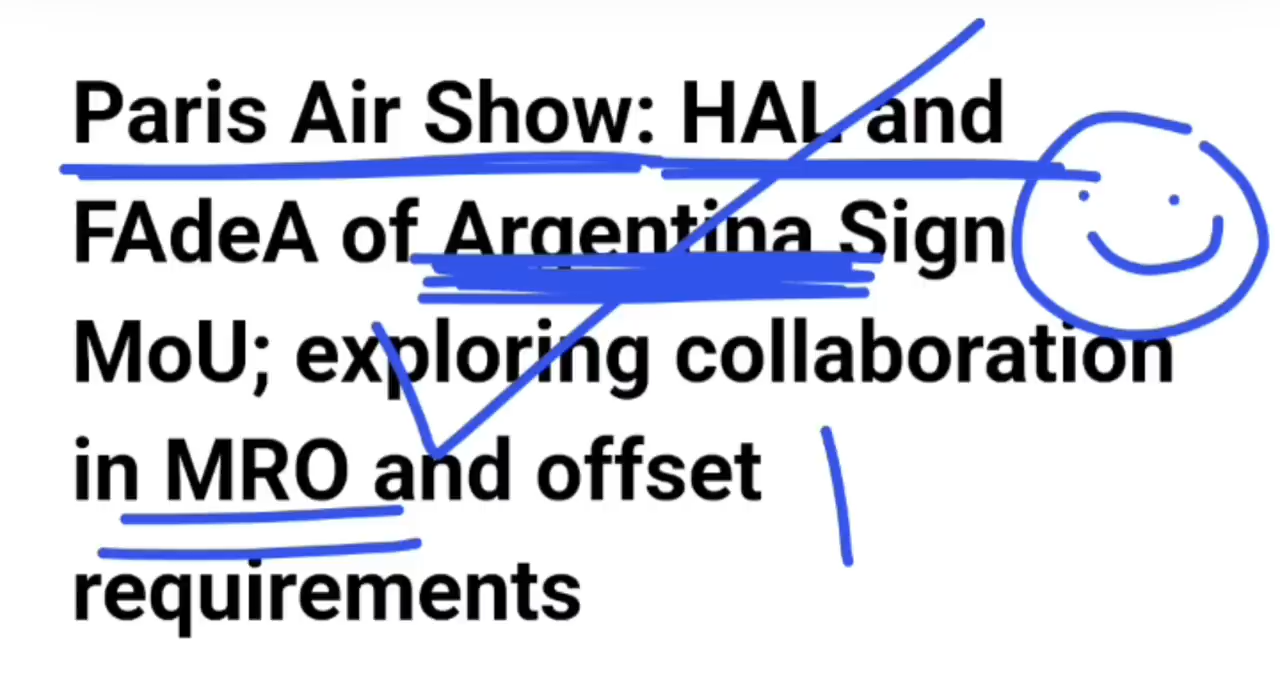 Paris Air Show: HAL and
FAdeA of Argentina Sign
MoU; exploring collaboration
in MRO and offset
requirements